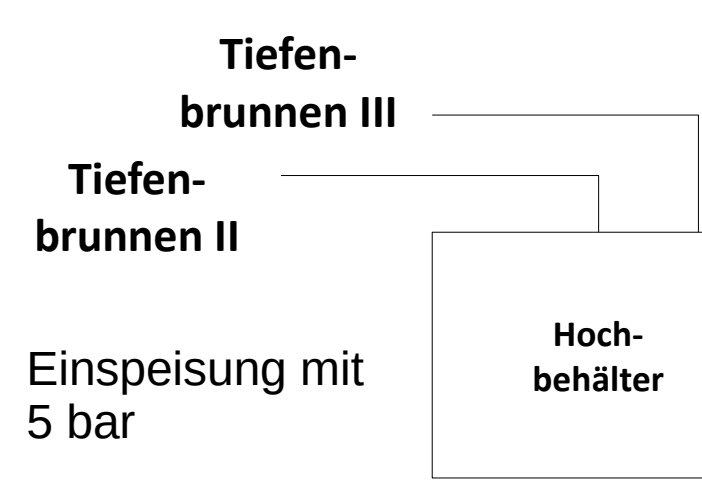 Tiefen-
brunnen III
Tiefen-
brunnen II
Hoch-
behälter
Einspeisung mit
5 bar